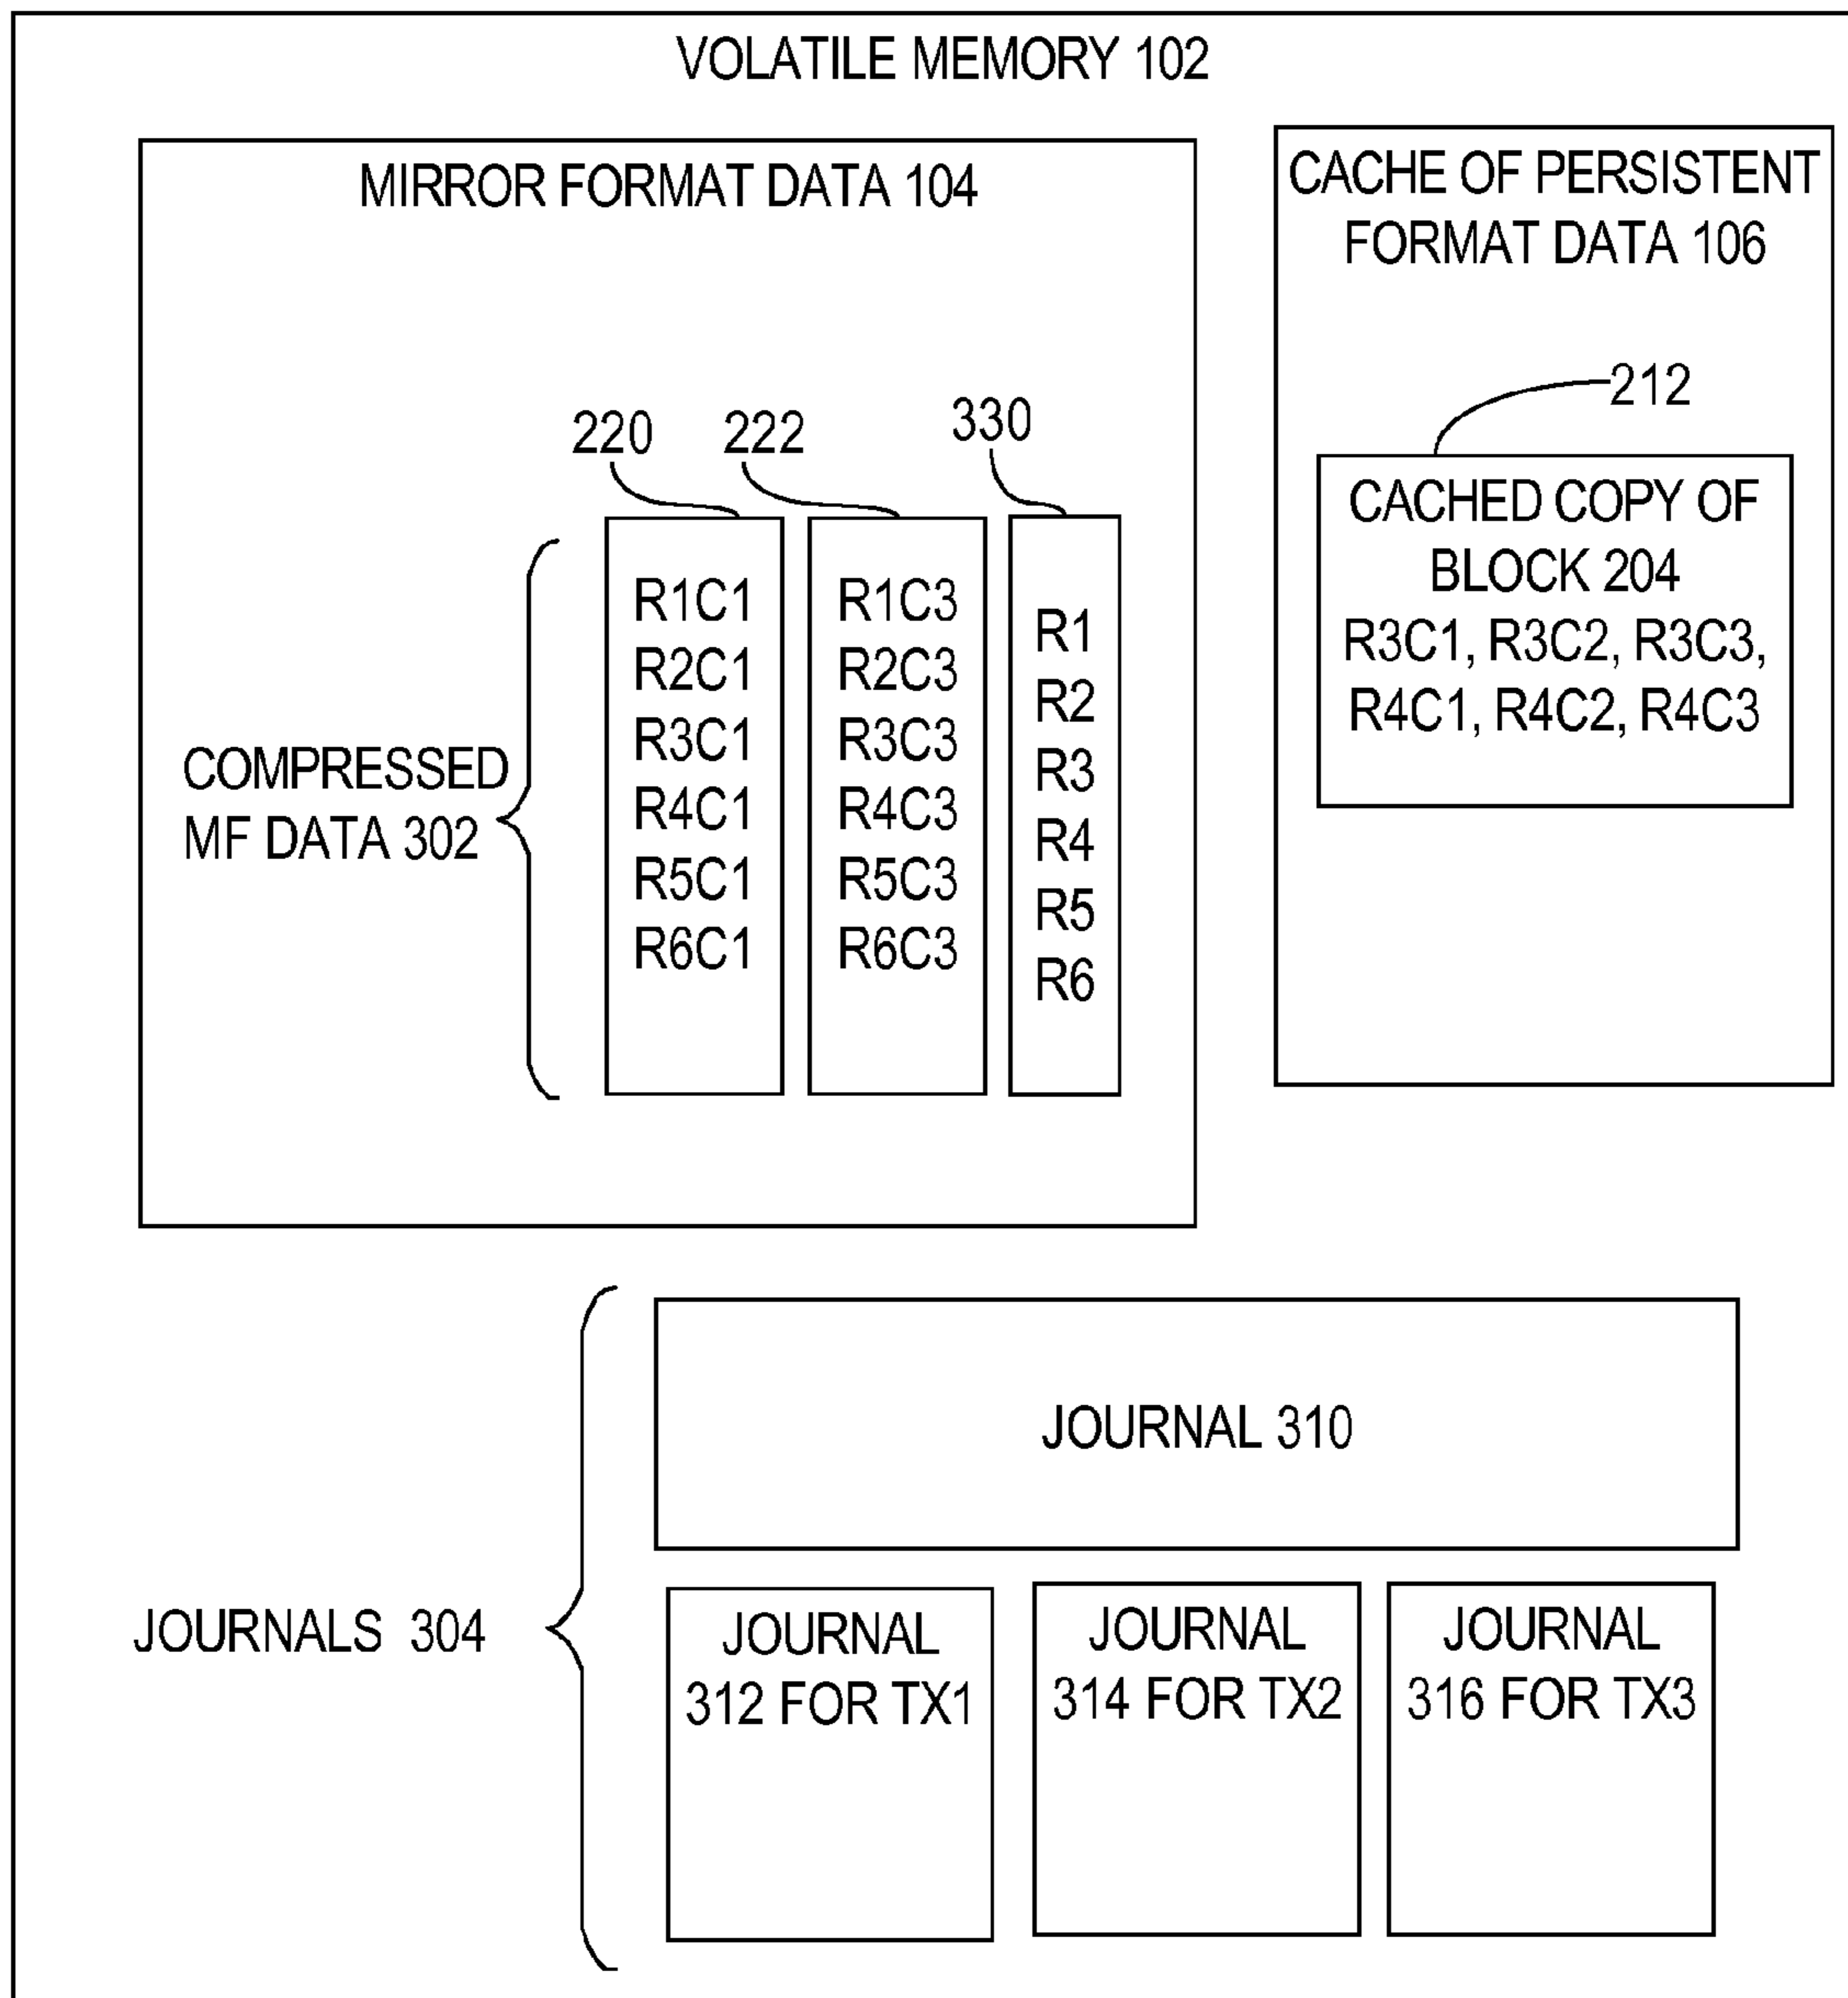 VOLATILE MEMORY 102
MIRROR FORMAT DATA 104
220
222
330
COMPRESSED
MF DATA 302
R1C1
R2C1
R3C1
R4C1
R5C1
R6C1
R1C3
R2C3
R3C3
R4C3
R5C3
R6C3
R1
R2
R3
R4
R5
R6
CACHE OF PERSISTENT
FORMAT DATA 106
212
CACHED COPY OF
BLOCK 204
R3C1, R3C2, R3C3,
R4C1, R4C2, R4C3
JOURNALS 304
JOURNAL 310
JOURNAL
312 FOR TX1
JOURNAL
314 FOR TX2
JOURNAL
316 FOR TX3